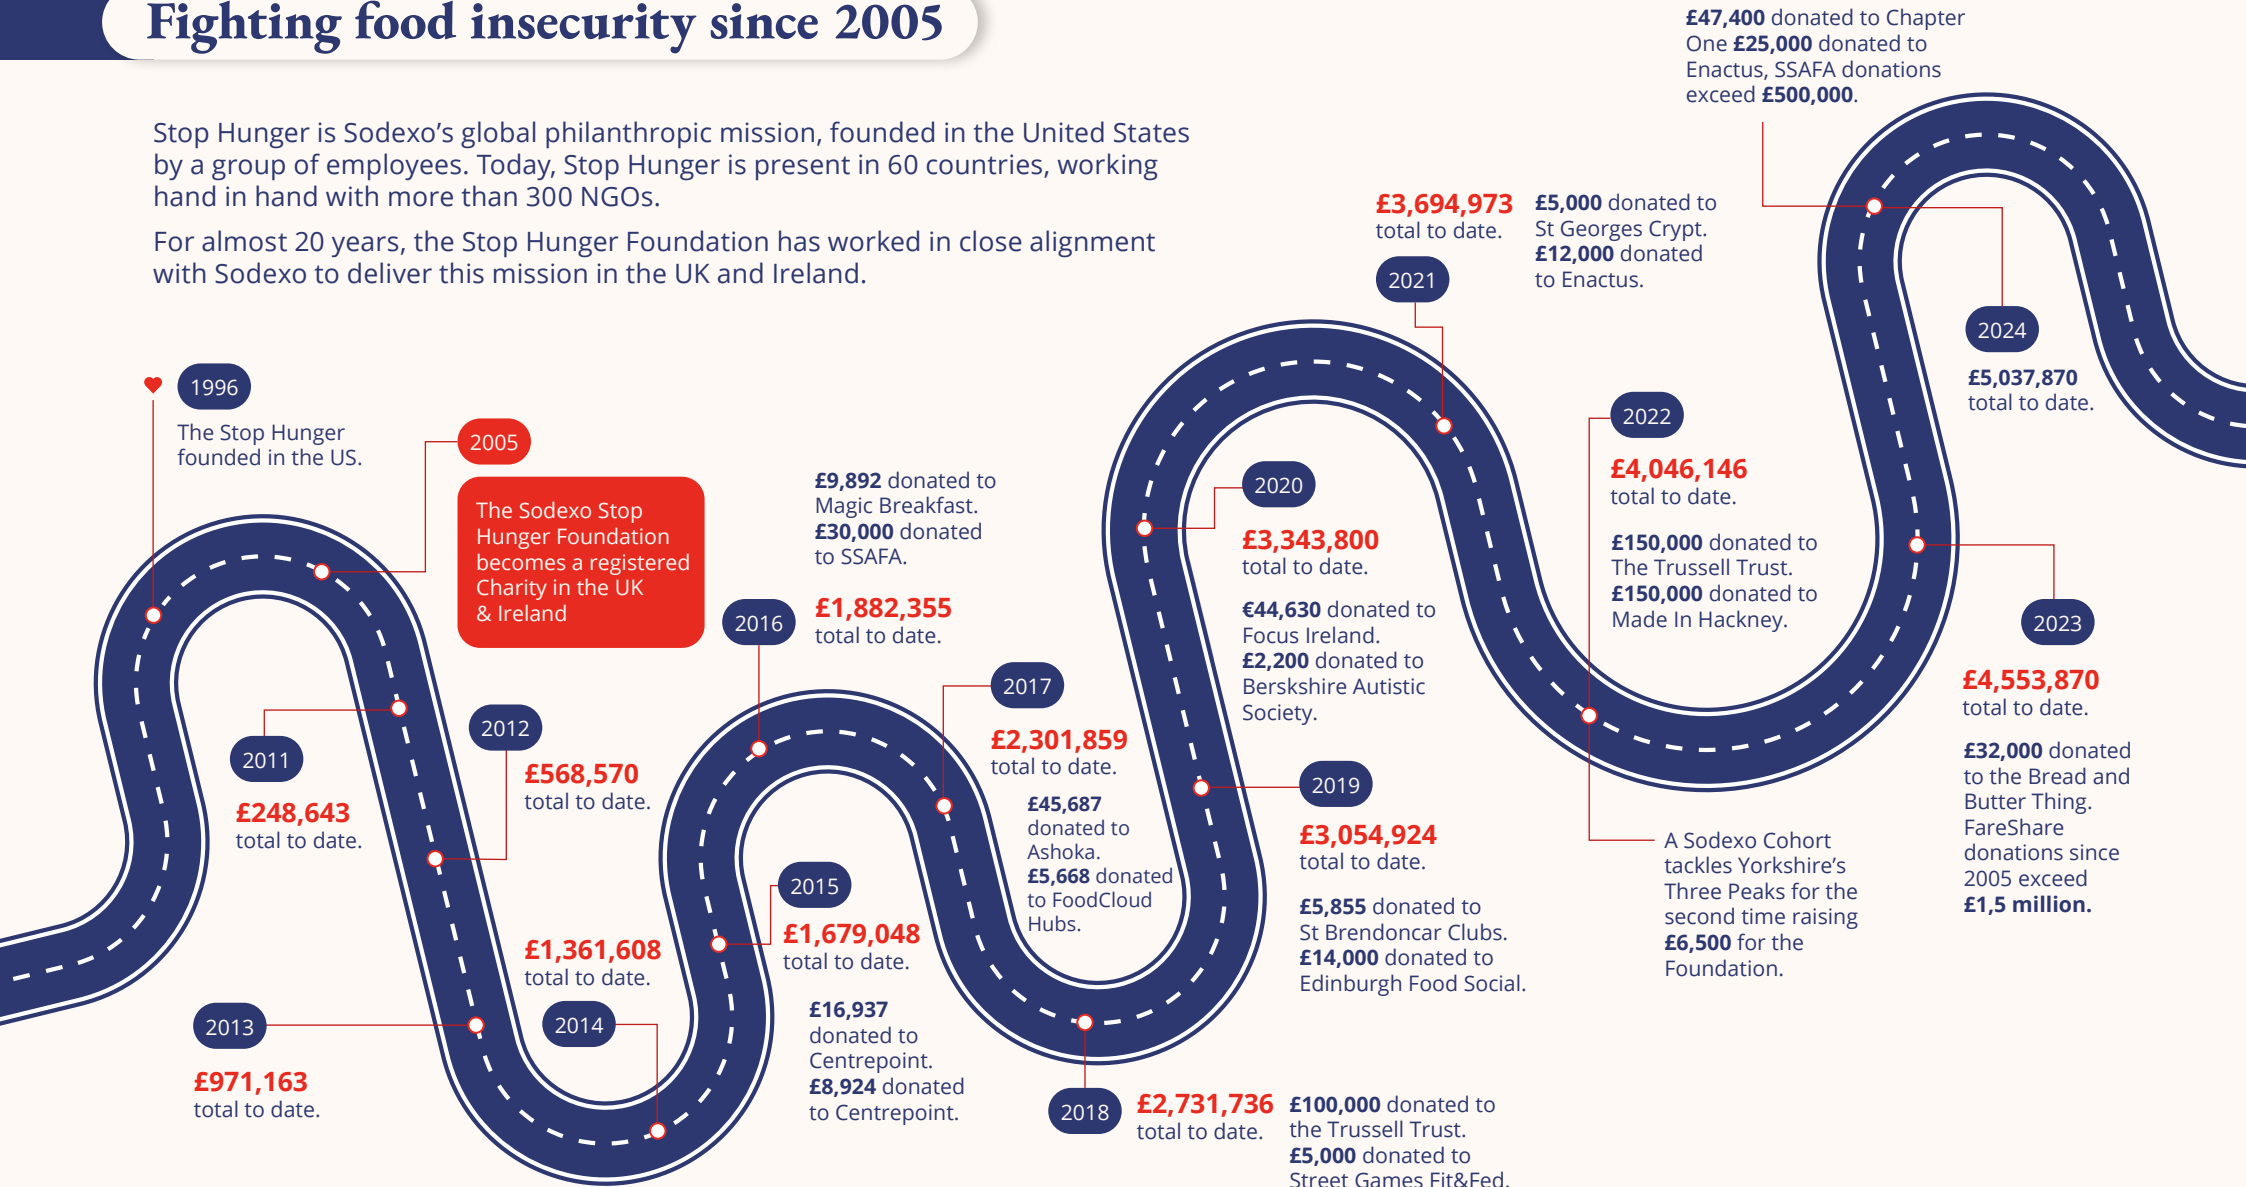 Fighting food insecurity since 2005
Stop Hunger is Sodexo’s global philanthropic mission, founded in the United States
by a group of employees. Today, Stop Hunger is present in 60 countries, working
hand in hand with more than 300 NGOs.
For almost 20 years, the Stop Hunger Foundation has worked in close alignment
with Sodexo to deliver this mission in the UK and Ireland.
1996
The Stop Hunger
founded in the US.
2005
The Sodexo Stop
Hunger Foundation
becomes a registered
Charity in the UK
& Ireland
2011
£248,643
total to date.
2012
£568,570
total to date.
2013
£971,163
total to date.
£1,361,608
total to date.
2014
2015
£1,679,048
total to date.
£16,937
donated to
Centrepoint.
£8,924 donated
to Centrepoint.
£9,892 donated to
Magic Breakfast.
£30,000 donated
to SSAFA.
2016
£1,882,355
total to date.
2017
£2,301,859
total to date.
£45,687
donated to
Ashoka.
£5,668 donated
to FoodCloud
Hubs.
2018
£2,731,736
total to date.
£100,000 donated to
the Trussell Trust.
£5,000 donated to
Street Games Fit&Fed.
2019
£3,054,924
total to date.
£5,855 donated to
St Brendoncar Clubs.
£14,000 donated to
Edinburgh Food Social.
2020
£3,343,800
total to date.
€44,630 donated to
Focus Ireland.
£2,200 donated to
Berskshire Autistic
Society.
£3,694,973
total to date.
2021
£5,000 donated to
St Georges Crypt.
£12,000 donated
to Enactus.
2022
£4,046,146
total to date.
£150,000 donated to
The Trussell Trust.
£150,000 donated to
Made In Hackney.
A Sodexo Cohort
tackles Yorkshire’s
Three Peaks for the
second time raising
£6,500 for the
Foundation.
2023
£4,553,870
total to date.
£32,000 donated
to the Bread and
Butter Thing.
FareShare
donations since
2005 exceed
£1,5 million.
£47,400 donated to Chapter
One £25,000 donated to
Enactus, SSAFA donations
exceed £500,000.
2024
£5,037,870
total to date.